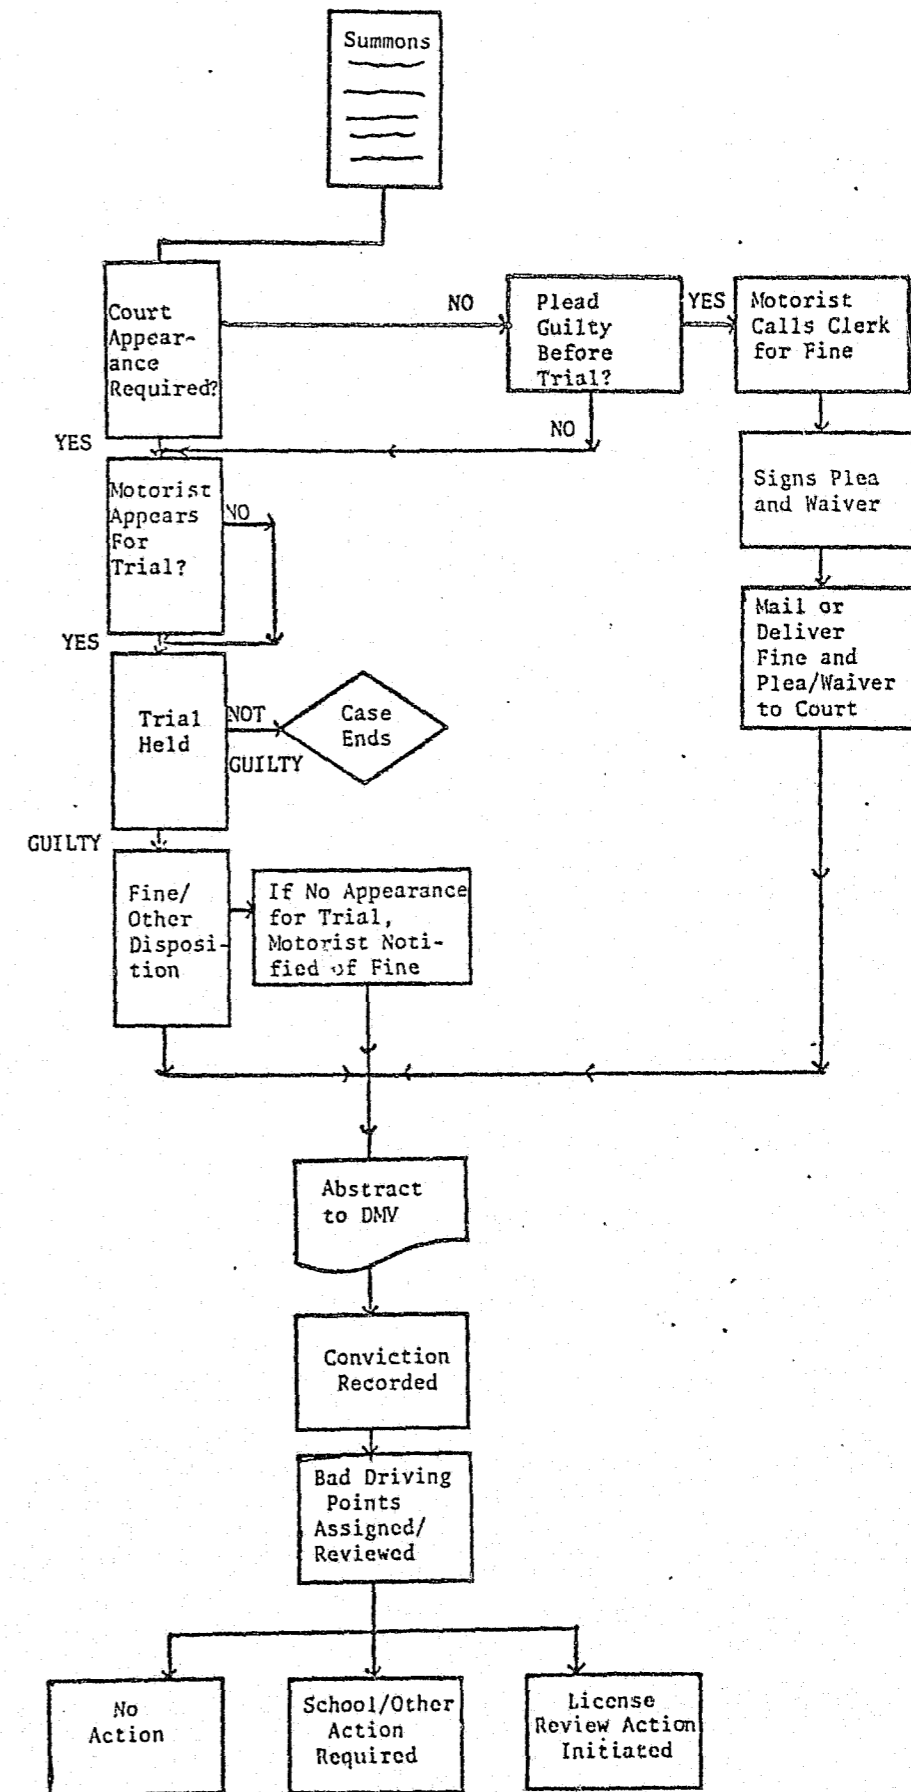 Summons
Court
Appear-
ance
Required?
NO
Plead
Guilty
Before
Trial?
YES
Motorist
Calls Clerk
for Fine
YES
NO
Signs Plea
and Waiver
Motorist
Appears
For
Trial?
NO
Mail or
Deliver
Fine and
Plea/Waiver
to Court
YES
Trial
Held
NOT
GUILTY
Case
Ends
GUILTY
Fine/
Other
Disposi-
tion
If No Appearance
for Trial,
Motorist Noti-
fied of Fine
Abstract
to DMV
Conviction
Recorded
Bad Driving
Points
Assigned/
Reviewed
No
Action
School/Other
Action
Required
License
Review Action
Initiated